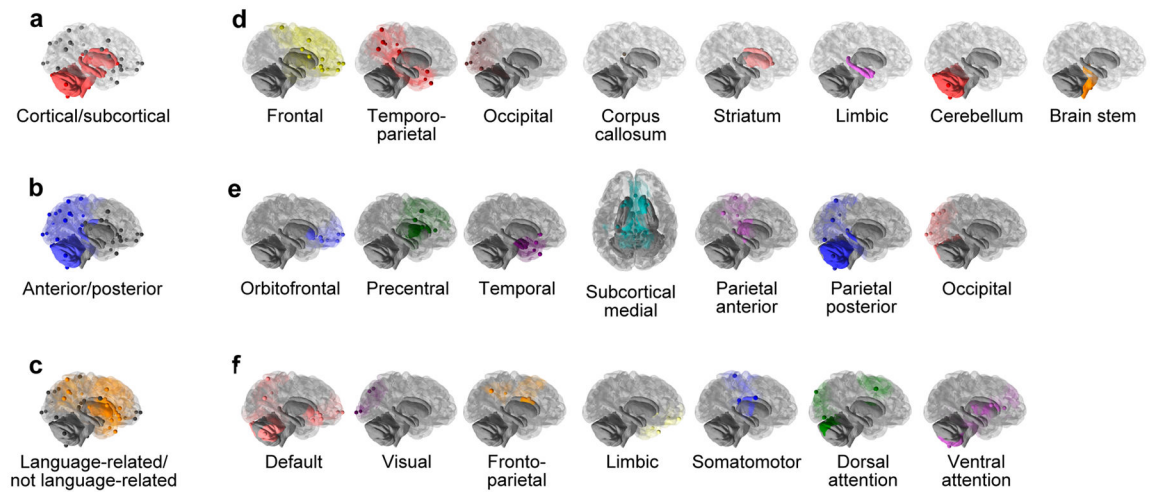 a
Cortical/subcortical
d
Frontal
Temporo-
parietal
Occipital
Corpus
callosum
Striatum
Limbic
Cerebellum
Brain stem
b
Anterior/posterior
e
Orbitofrontal
Precentral
Temporal
Subcortical
medial
Parietal
anterior
Parietal
posterior
Occipital
c
Language-related/
not language-related
f
Default
Visual
Fronto-
parietal
Limbic
Somatomotor
Dorsal
attention
Ventral
attention